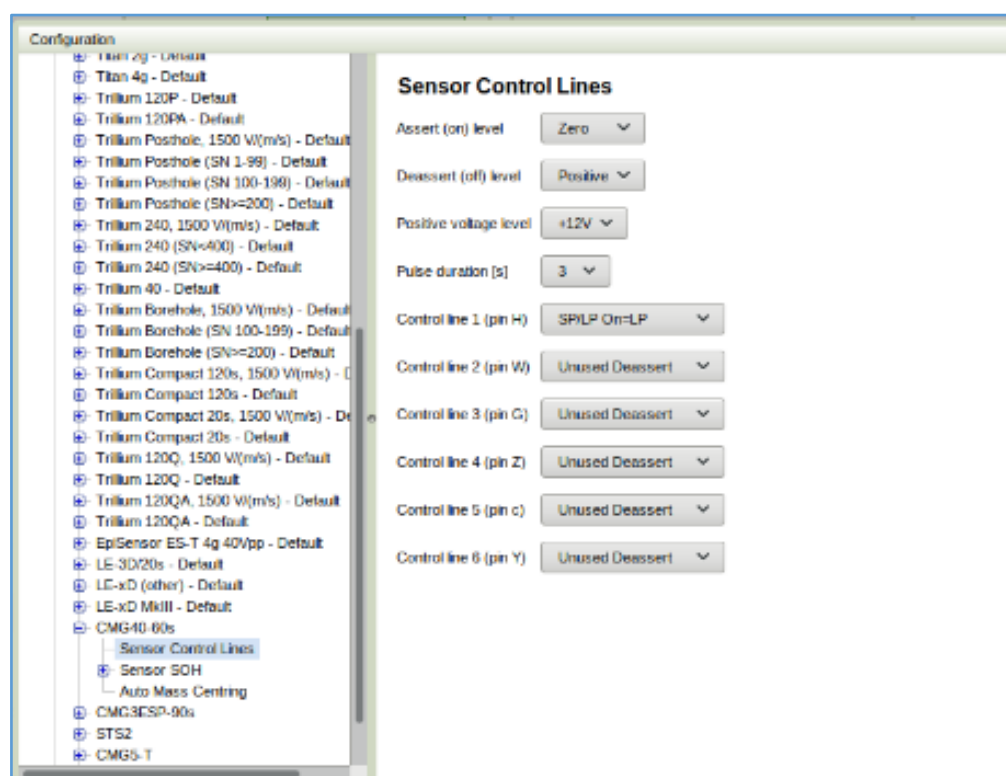 Configuration
Titan 2g - Default
Titan 4g - Default
Trillium 120P - Default
Trillium 120PA - Default
Trillium Posthole, 1500 V/(m/s) - Default
Trillium Posthole (SN 1-99) - Default
Trillium Posthole (SN 100-199) - Default
Trillium Posthole (SN>=200) - Default
Trillium 240, 1500 V/(m/s) - Default
Trillium 240 (SN<400) - Default
Trillium 240 (SN>=400) - Default
Trillium 40 - Default
Trillium Borehole, 1500 V/(m/s) - Default
Trillium Borehole (SN 100-199) - Default
Trillium Borehole (SN>=200) - Default
Trillium Compact 120s, 1500 V/(m/s) - D
Trillium Compact 120s - Default
Trillium Compact 20s, 1500 V/(m/s) - De
Trillium Compact 20s - Default
Trillium 120Q, 1500 V/(m/s) - Default
Trillium 120Q - Default
Trillium 120QA, 1500 V/(m/s) - Default
Trillium 120QA - Default
EpiSensor ES-T 4g 40Vpp - Default
LE-3D/20s - Default
LE-xD (other) - Default
LE-xD MkIII - Default
CMG40-60s
Sensor Control Lines
Sensor SOH
Auto Mass Centring
CMG3ESP-90s
STS2
CMG5-T
Sensor Control Lines
Assert (on) level Zero
Deassert (off) level Positive
Positive voltage level +12V
Pulse duration [s] 3
Control line 1 (pin H) SP/LP On=LP
Control line 2 (pin W) Unused Deassert
Control line 3 (pin G) Unused Deassert
Control line 4 (pin Z) Unused Deassert
Control line 5 (pin c) Unused Deassert
Control line 6 (pin Y) Unused Deassert